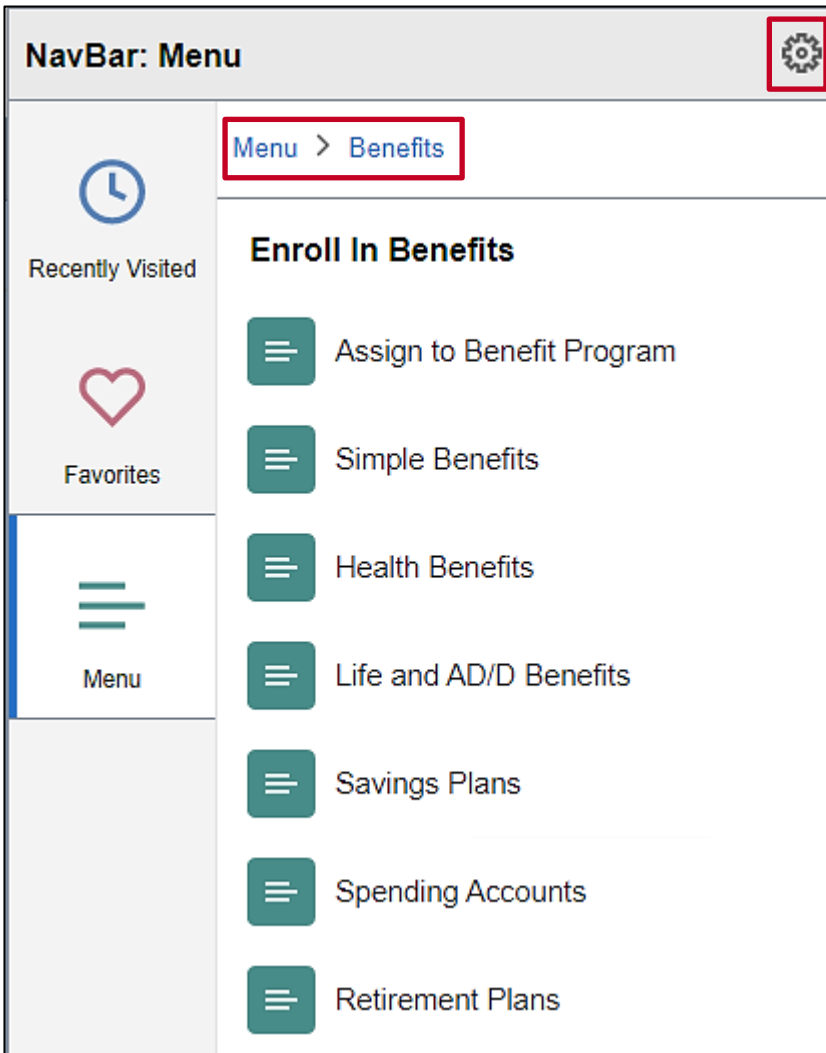 NavBar: Menu
Menu > Benefits
Recently Visited
Favorites
Menu
Enroll In Benefits
Assign to Benefit Program
Simple Benefits
Health Benefits
Life and AD/D Benefits
Savings Plans
Spending Accounts
Retirement Plans